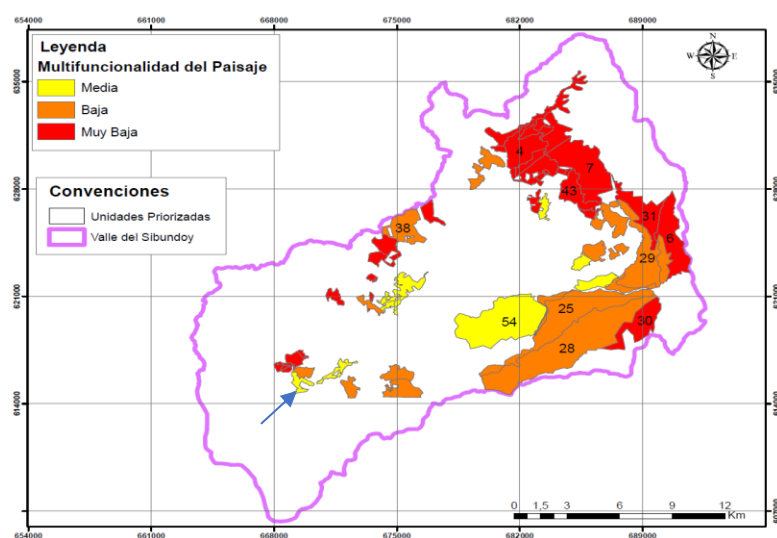 654000 661000 668000 675000 682000 689000
Leyenda
Multifuncionalidad del Paisaje
Media
Baja
Muy Baja
Convenciones
Unidades Priorizadas
Valle del Sibundoy
N
W E
S
4
7
43
31
6
38
29
25
54
30
28
0 1,5 3 6 9 12
Km
654000 661000 668000 675000 682000 689000